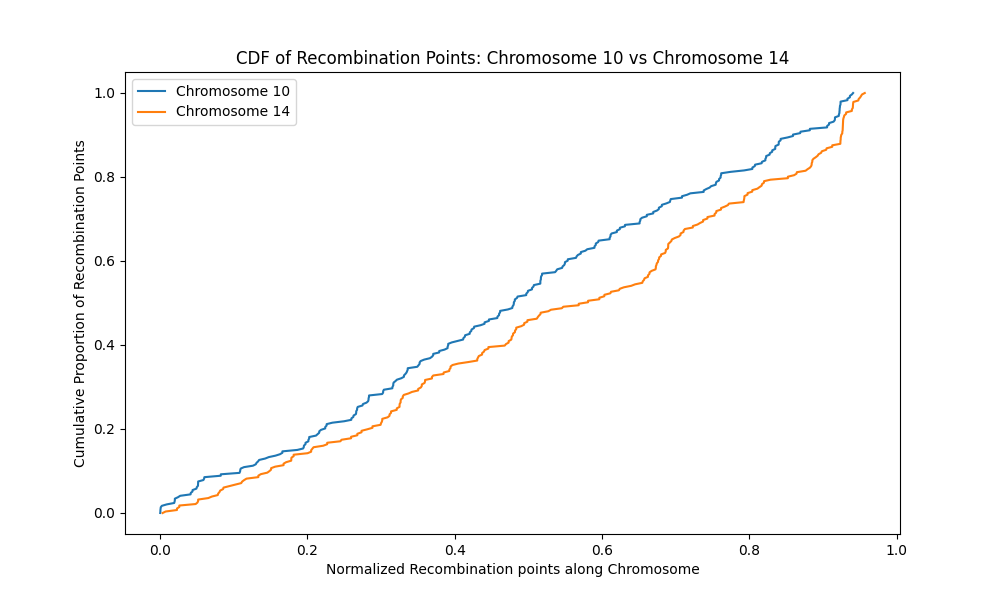 CDF of Recombination Points: Chromosome 10 vs Chromosome 14
Chromosome 10
Chromosome 14
Cumulative Proportion of Recombination Points
1.0
0.8
0.6
0.4
0.2
0.0
0.0 0.2 0.4 0.6 0.8 1.0
Normalized Recombination points along Chromosome